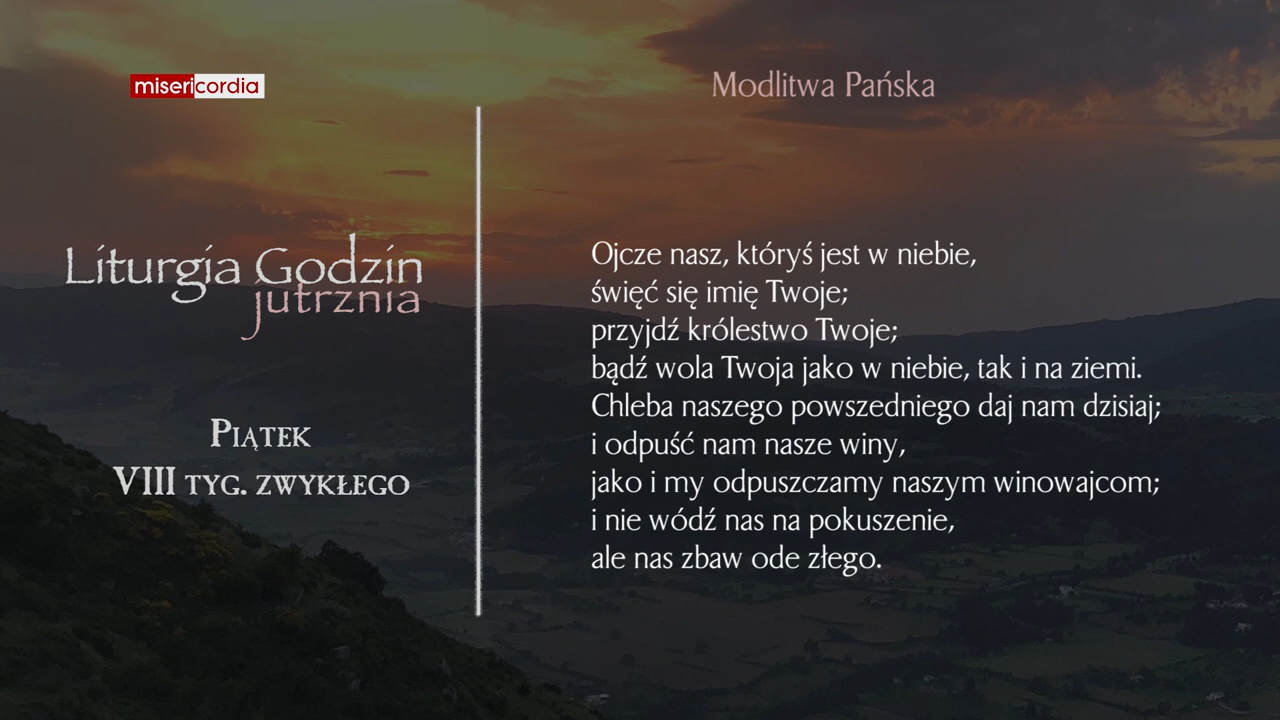 misericordia
Liturgia Godzin
jutrznia
Piątek
VIII tyg. zwykłego
Modlitwa Pańska
Ojcze nasz, któryś jest w niebie,
święć się imię Twoje;
przyjdź królestwo Twoje;
bądź wola Twoja jako w niebie, tak i na ziemi.
Chleba naszego powszedniego daj nam dzisiaj;
i odpuść nam nasze winy,
jako i my odpuszczamy naszym winowajcom;
i nie wódź nas na pokuszenie,
ale nas zbaw ode złego.